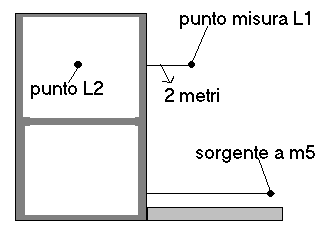 punto misura L1
punto L2
2 metri
sorgente a m5